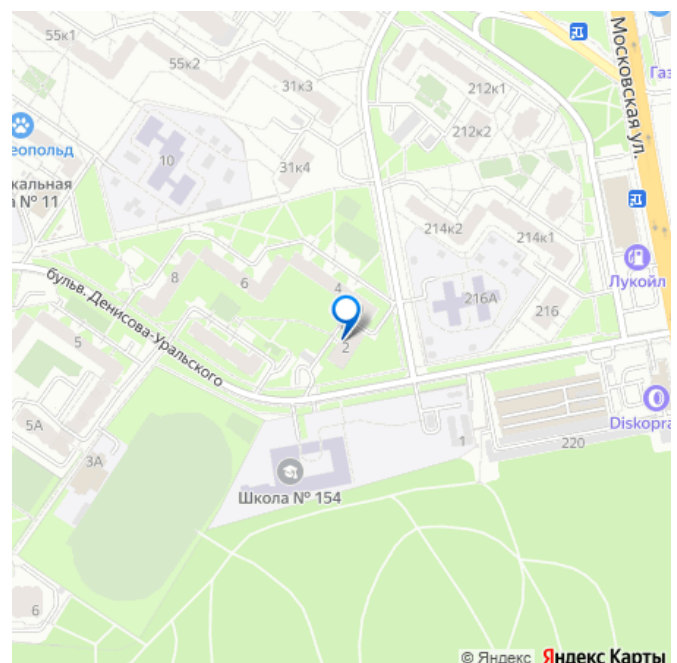 55к1
55к2
31к3
212к1
Московская ул.
Газ
212к2
еопольд
10
31к4
кальная
а № 11
214к2
214к1
Лукойл
8
6
4
216А
216
бульв. Денисова-Уральского
2
5
Diskopra
5А
1
220
3А
Школа № 154
6
© Яндекс Яндекс Карты